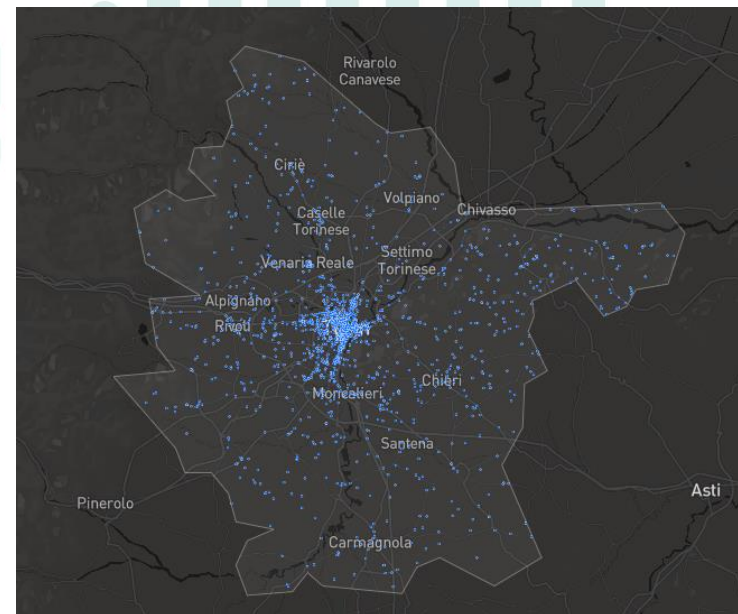 Rivarolo
Canavese
Ciriè
Volpiano
Caselle
Torinese
Chivasso
Settimo
Torinese
Venaria Reale
Alpignano
Rivoli
Chieri
Moncalieri
Santena
Asti
Pinerolo
Carmagnola